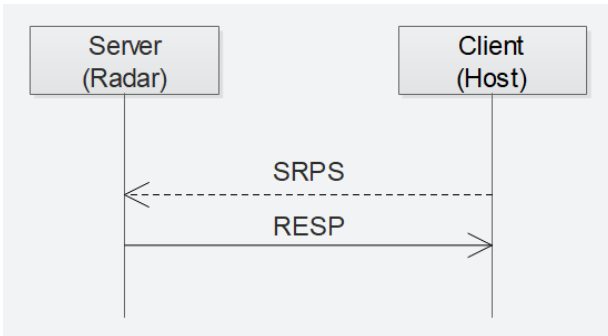 Server
(Radar)
Client
(Host)
SRPS
RESP